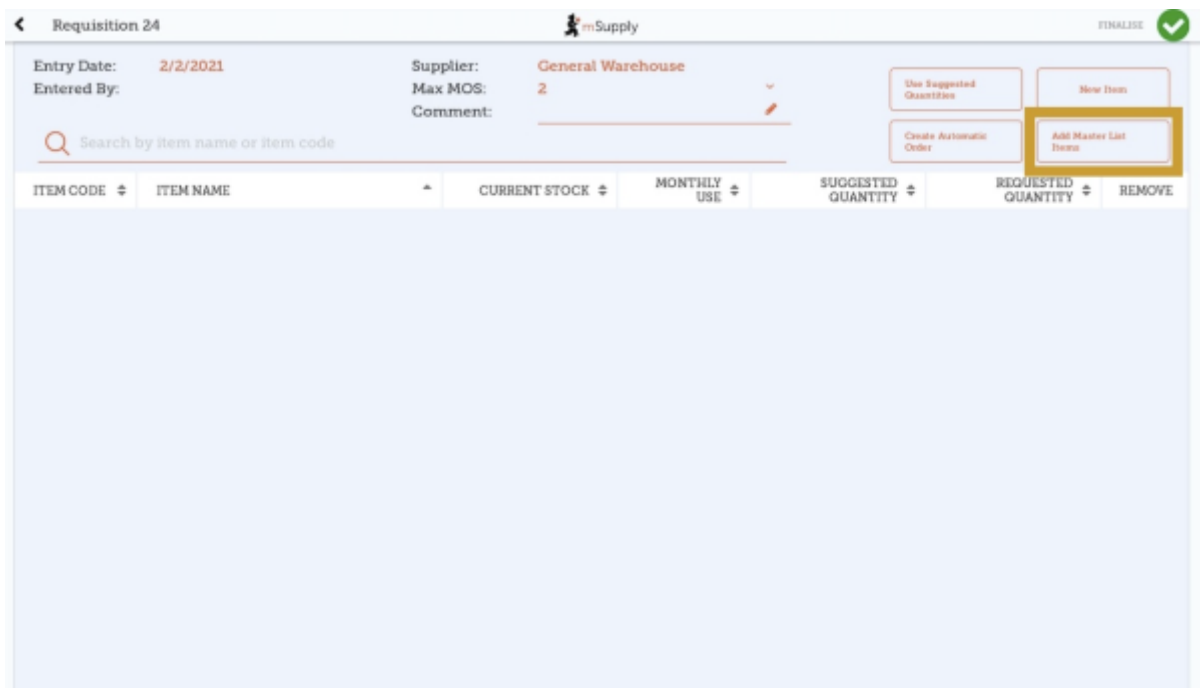 Requisition 24
mSupply
FINALISE
Entry Date: 2/2/2021
Entered By:
Supplier: General Warehouse
Max MOS: 2
Comment:
Use Suggested
Quantities
New Item
Create Automatic
Order
Add Master List
Items
Search by item name or item code
ITEM CODE
ITEM NAME
CURRENT STOCK
MONTHLY
USE
SUGGESTED
QUANTITY
REQUESTED
QUANTITY
REMOVE